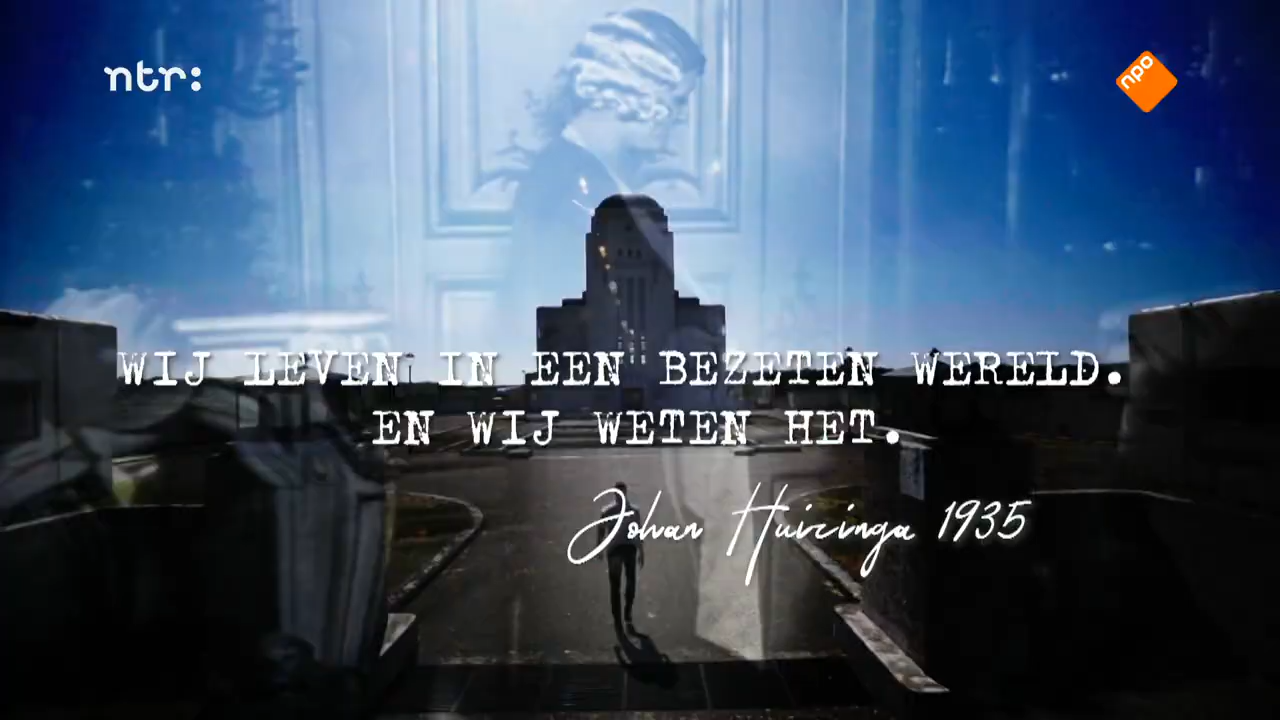 ntr:
npo
WIJ LEVEN IN EEN BEZETEN WERELD.
EN WIJ WETEN HET.
Johan Huizinga 1935